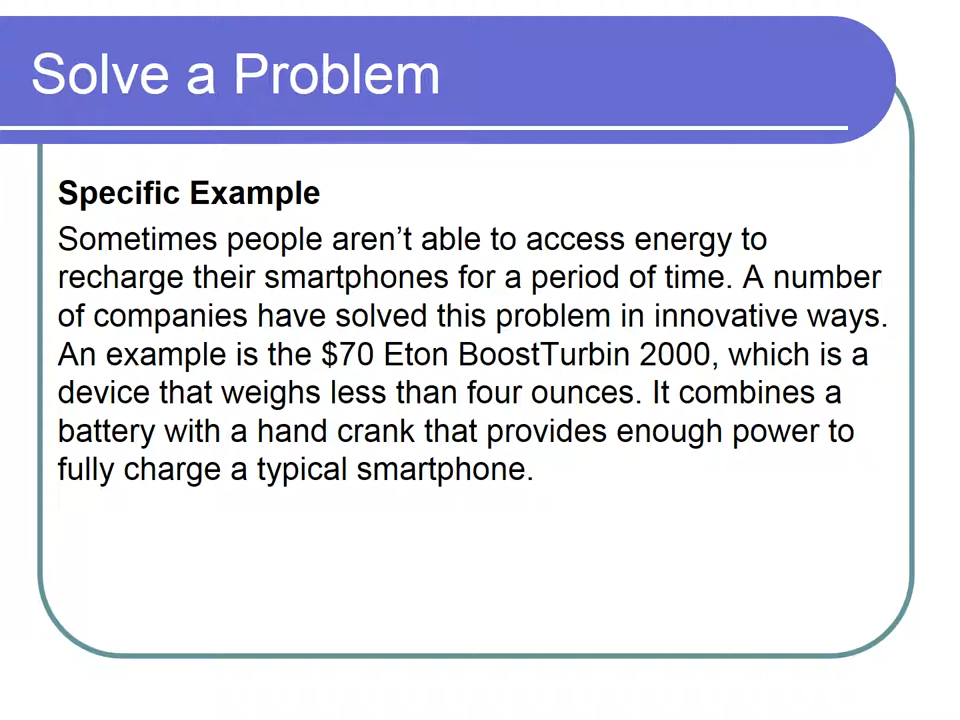 Solve a Problem
Specific Example
Sometimes people aren’t able to access energy to
recharge their smartphones for a period of time. A number
of companies have solved this problem in innovative ways.
An example is the $70 Eton BoostTurbin 2000, which is a
device that weighs less than four ounces. It combines a
battery with a hand crank that provides enough power to
fully charge a typical smartphone.